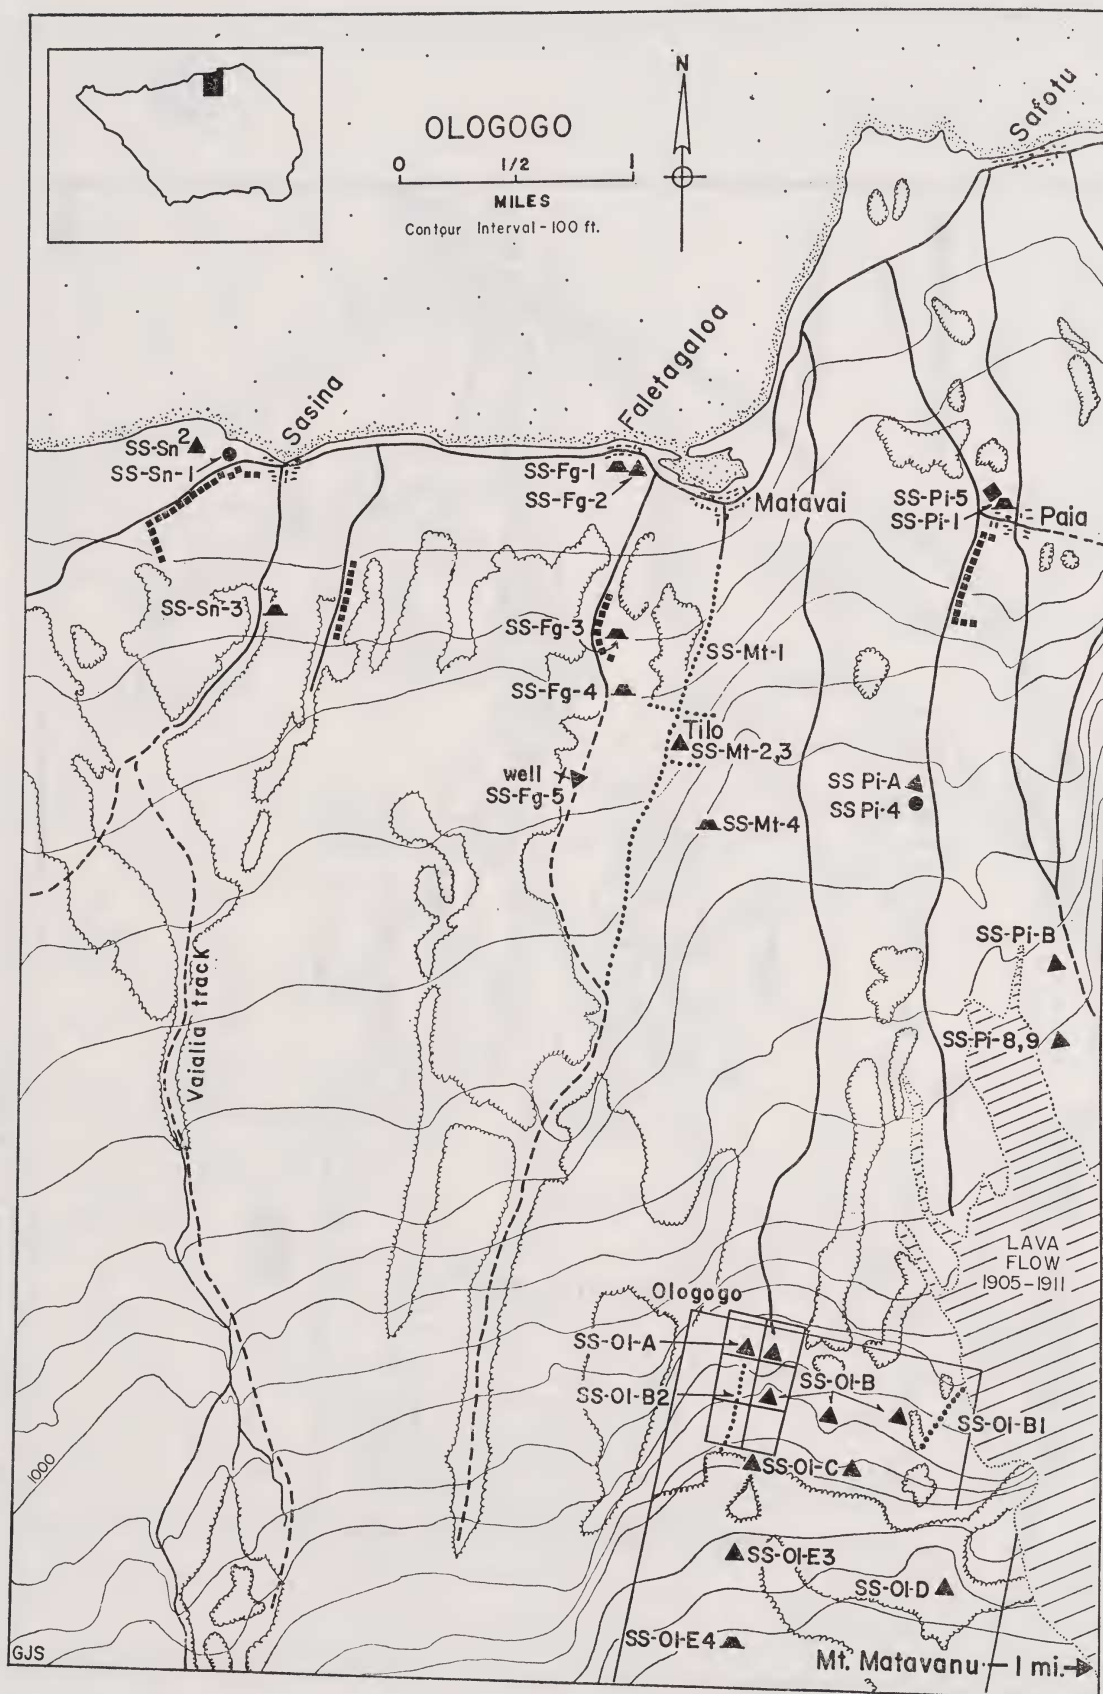 N
OLOGOGO
0 1/2 1
MILES
Contour Interval - 100 ft.
Safotu
Faletagaloa
Sasina
SS-Sn2
SS-Sn-1
SS-Fg-1
SS-Fg-2
Matavai
SS-Pi-5
SS-Pi-1
Paia
SS-Sn-3
SS-Fg-3
SS-Mt-1
SS-Fg-4
Tilo
SS-Mt-2,3
well
SS-Fg-5
SS Pi-A
SS Pi-4
SS-Mt-4
SS-Pi-B
Vaialia track
SS-Pi-8,9
LAVA
FLOW
1905-1911
Ologogo
SS-Ol-A
SS-Ol-B
SS-Ol-B2
SS-Ol-B1
SS-Ol-C
1000
SS-Ol-E3
SS-Ol-D
SS-Ol-E4
GJS
Mt. Matavanu — 1 mi.